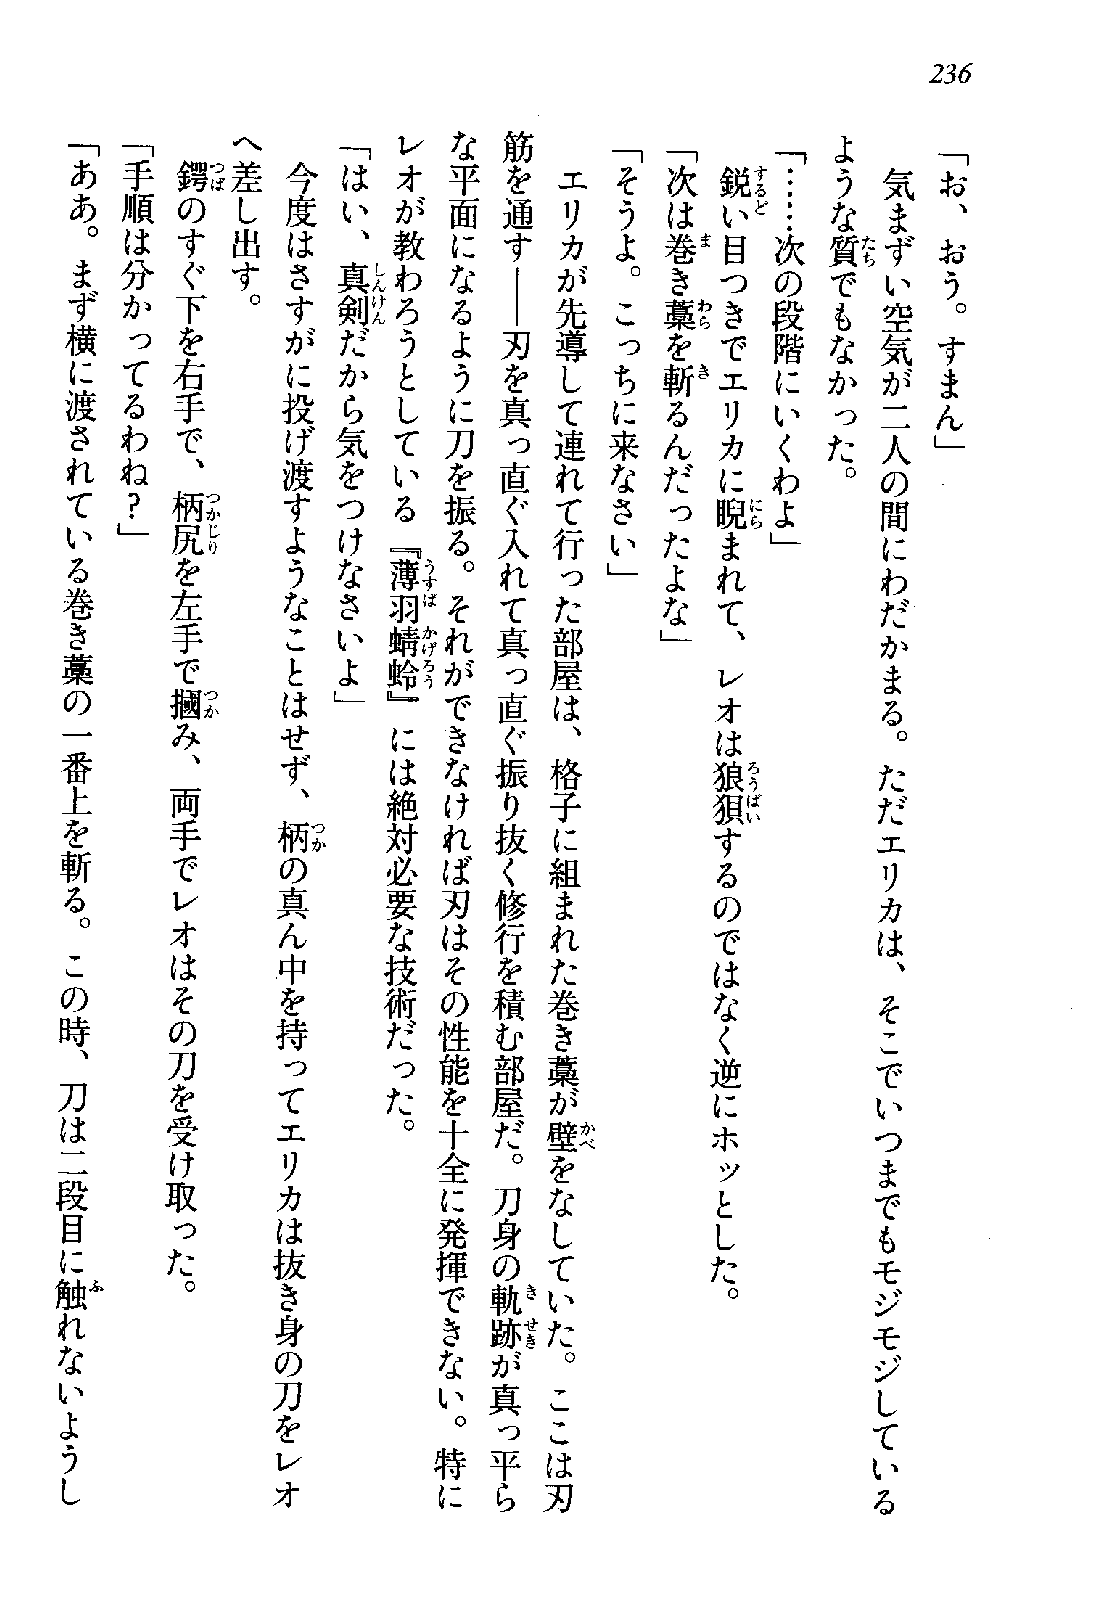 236
「お、おう。すまん」
気まずい空気が二人の間にわだかまる。ただエリカは、そこでいつまでもモジモジしている
ような質でもなかった。
「……次の段階にいくわよ」
鋭い目つきでエリカに睨まれて、レオは狼狽するのではなく逆にホッとした。
「次は巻き藁を斬るんだったよな」
「そうよ。こっちに来なさい」
エリカが先導して連れて行った部屋は、格子に組まれた巻き藁が壁をなしていた。ここは刃
筋を通す――刃を真っ直ぐ入れて真っ直ぐ振り抜く修行を積む部屋だ。刀身の軌跡が真っ平ら
な平面になるように刀を振る。それができなければ刃はその性能を十全に発揮できない。特に
レオが教わろうとしている『薄羽蜻蛉』には絶対必要な技術だった。
「はい、真剣だから気をつけなさいよ」
今度はさすがに投げ渡すようなことはせず、柄の真ん中を持ってエリカは抜き身の刀をレオ
へ差し出す。
鍔のすぐ下を右手で、柄尻を左手で摑み、両手でレオはその刀を受け取った。
「手順は分かってるわね？」
「ああ。まず横に渡されている巻き藁の一番上を斬る。この時、刀は二段目に触れないようし